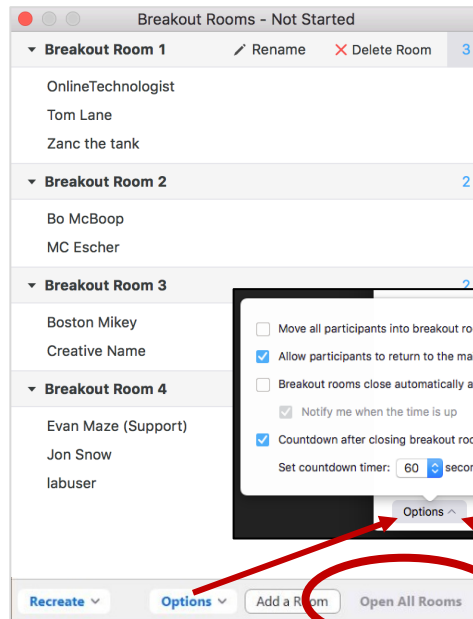 Breakout Rooms - Not Started
Breakout Room 1 Rename Delete Room 3
OnlineTechnologist
Tom Lane
Zanc the tank
Breakout Room 2 2
Bo McBoop
MC Escher
Breakout Room 3 2
Boston Mikey
Creative Name
Breakout Room 4
Evan Maze (Support)
Jon Snow
labuser
Move all participants into breakout ro
Allow participants to return to the ma
Breakout rooms close automatically a
Notify me when the time is up
Countdown after closing breakout roo
Set countdown timer: 60 secon
Options
Recreate Options Add a Room Open All Rooms